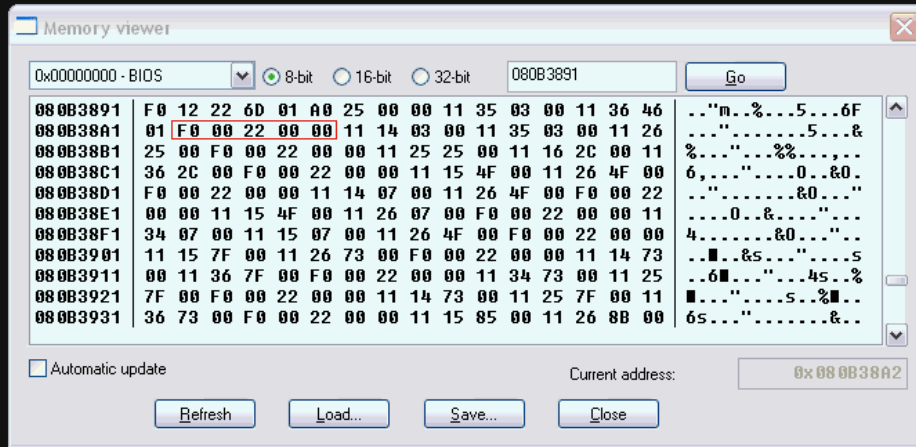 Memory viewer
0x00000000 - BIOS 8-bit 16-bit 32-bit 080B3891 Go
080B3891 F0 12 22 6D 01 A0 25 00 00 11 35 03 00 11 36 46 .."m..%...5...6F
080B38A1 01 F0 00 22 00 00 11 14 03 00 11 35 03 00 11 26 ...".......5...&
080B38B1 25 00 F0 00 22 00 00 11 25 25 00 11 16 2C 00 11 %..."...%%...,..
080B38C1 36 2C 00 F0 00 22 00 00 11 15 4F 00 11 26 4F 00 6,..."....O..&O.
080B38D1 F0 00 22 00 00 11 14 07 00 11 26 4F 00 F0 00 22 ..".......&O..."
080B38E1 00 00 11 15 4F 00 11 26 07 00 F0 00 22 00 00 11 ....O..&...."...
080B38F1 34 07 00 11 15 07 00 11 26 4F 00 F0 00 22 00 00 4.......&O..."..
080B3901 11 15 7F 00 11 26 73 00 F0 00 22 00 00 11 14 73 ..■..&s..."....s
080B3911 00 11 36 7F 00 F0 00 22 00 00 11 34 73 00 11 25 ..6■..."...4s..%
080B3921 7F 00 F0 00 22 00 00 11 14 73 00 11 25 7F 00 11 ■..."....s..%■..
080B3931 36 73 00 F0 00 22 00 00 11 15 85 00 11 26 8B 00 6s...".......&..
Automatic update Current address: 0x080B38A2
Refresh Load... Save... Close